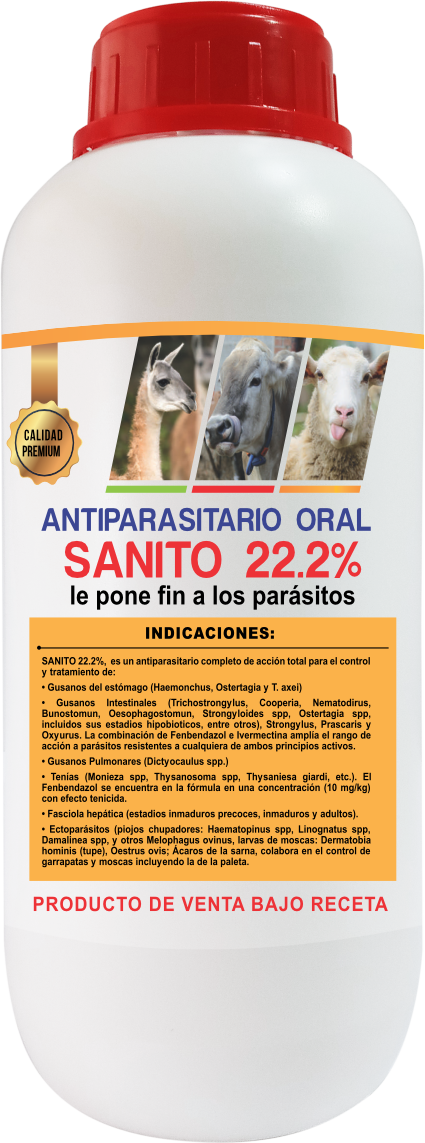 CALIDAD
PREMIUM
ANTIPARASITARIO ORAL
SANITO 22.2%
le pone fin a los parásitos
INDICACIONES:
SANITO 22.2%, es un antiparasitario completo de acción total para el control
y tratamiento de:
• Gusanos del estómago (Haemonchus, Ostertagia y T. axei)
• Gusanos Intestinales (Trichostrongylus, Cooperia, Nematodirus,
Bunostomun, Oesophagostomun, Strongyloides spp, Ostertagia spp,
incluidos sus estadios hipobioticos, entre otros), Strongylus, Prascaris y
Oxyurus. La combinación de Fenbendazol e Ivermectina amplía el rango de
acción a parásitos resistentes a cualquiera de ambos principios activos.
• Gusanos Pulmonares (Dictyocaulus spp.)
• Tenías (Monieza spp, Thysanosoma spp, Thysaniesa giardi, etc.). El
Fenbendazol se encuentra en la fórmula en una concentración (10 mg/kg)
con efecto tenicida.
• Fasciola hepática (estadios inmaduros precoces, inmaduros y adultos).
• Ectoparásitos (piojos chupadores: Haematopinus spp, Linognatus spp,
Damalinea spp, y otros Melophagus ovinus, larvas de moscas: Dermatobia
hominis (tupe), Oestrus ovis; Ácaros de la sarna, colabora en el control de
garrapatas y moscas incluyendo la de la paleta.
PRODUCTO DE VENTA BAJO RECETA